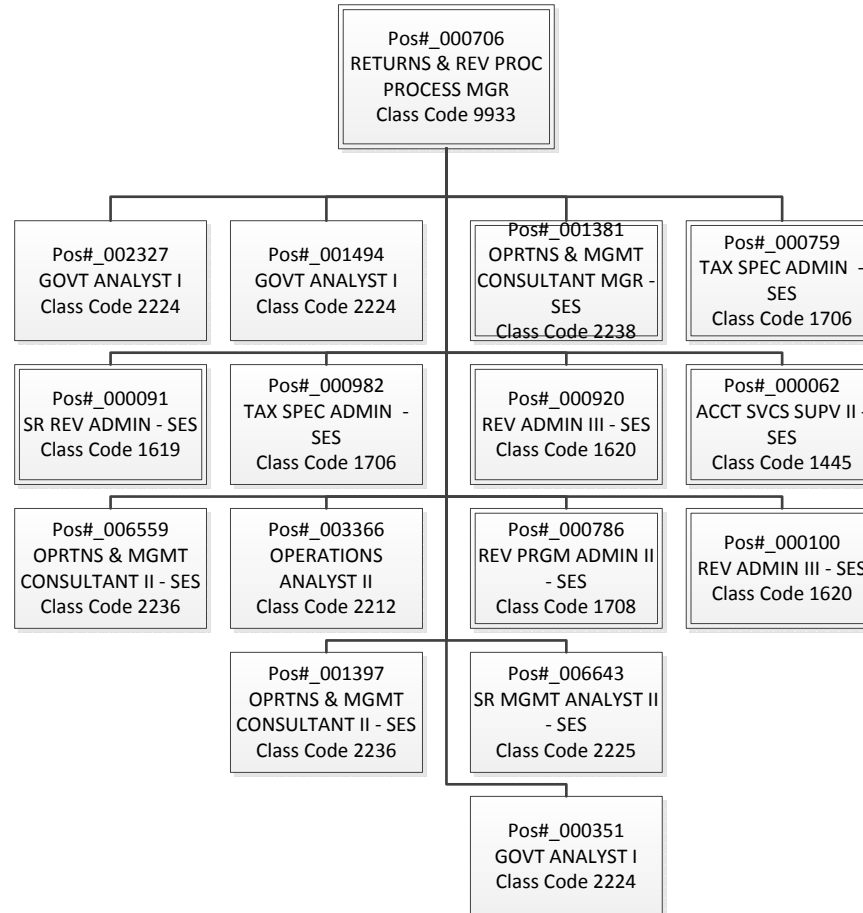 Pos#_000706
RETURNS & REV PROC
PROCESS MGR
Class Code 9933
Pos#_002327
GOVT ANALYST I
Class Code 2224
Pos#_001494
GOVT ANALYST I
Class Code 2224
Pos#_001381
OPRTNS & MGMT
CONSULTANT MGR -
SES
Class Code 2238
Pos#_000759
TAX SPEC ADMIN -
SES
Class Code 1706
Pos#_000091
SR REV ADMIN - SES
Class Code 1619
Pos#_000982
TAX SPEC ADMIN -
SES
Class Code 1706
Pos#_000920
REV ADMIN III - SES
Class Code 1620
Pos#_000062
ACCT SVCS SUPV II -
SES
Class Code 1445
Pos#_006559
OPRTNS & MGMT
CONSULTANT II - SES
Class Code 2236
Pos#_003366
OPERATIONS
ANALYST II
Class Code 2212
Pos#_000786
REV PRGM ADMIN II
- SES
Class Code 1708
Pos#_000100
REV ADMIN III - SES
Class Code 1620
Pos#_001397
OPRTNS & MGMT
CONSULTANT II - SES
Class Code 2236
Pos#_006643
SR MGMT ANALYST II
- SES
Class Code 2225
Pos#_000351
GOVT ANALYST I
Class Code 2224